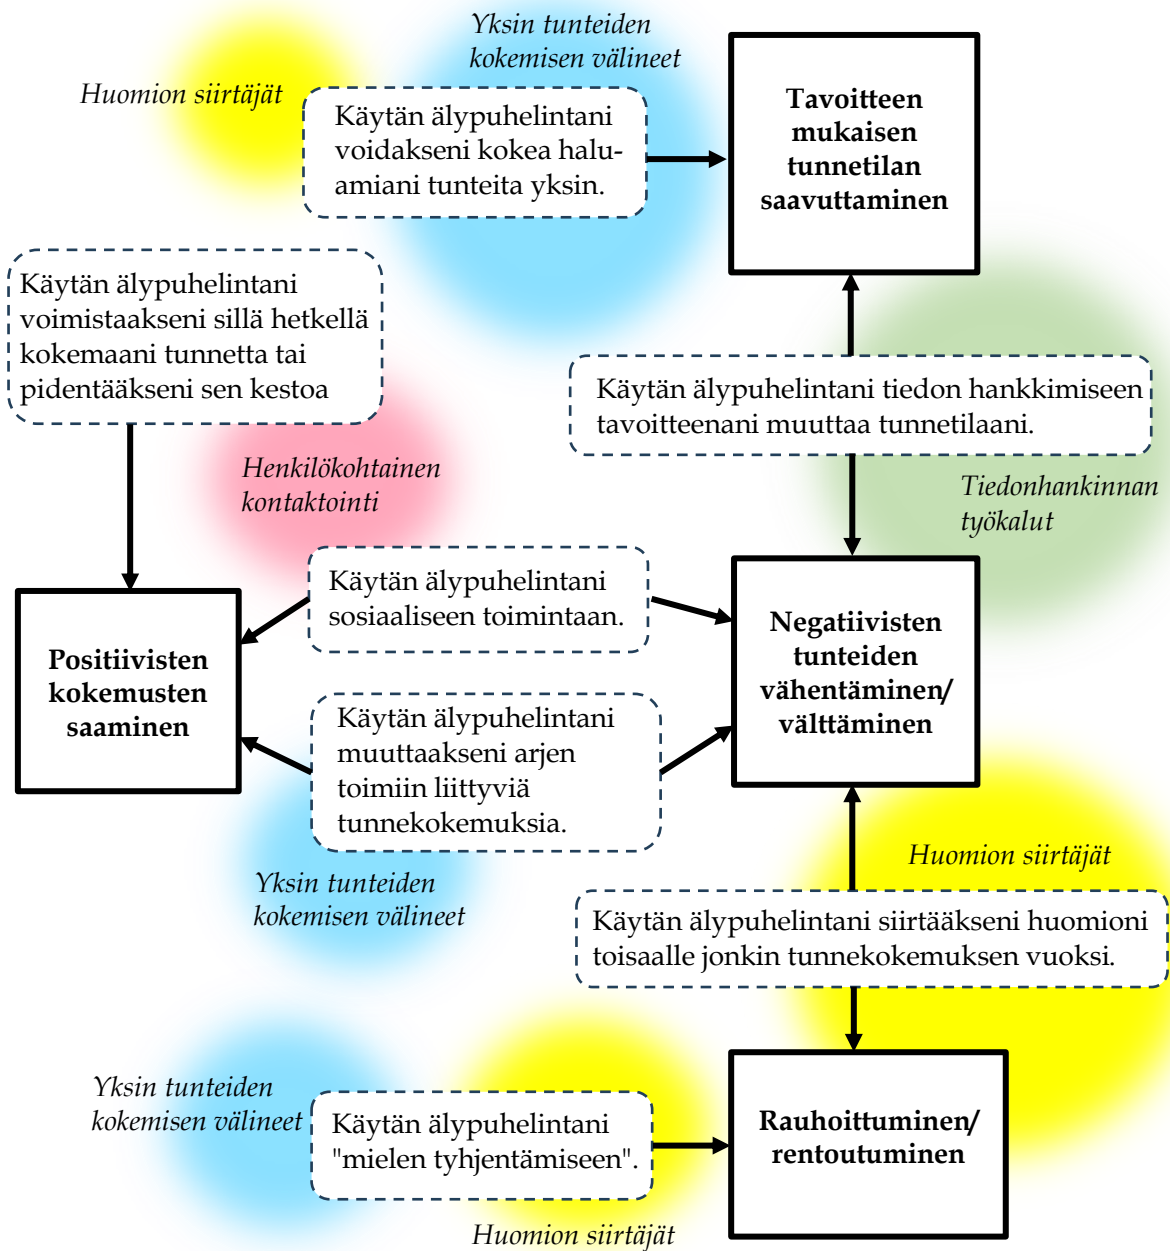 Yksin tunteiden
kokemisen välineet
Huomion siirtäjät
Käytän älypuhelintani
voidakseni kokea halu-
amiani tunteita yksin.
Tavoitteen
mukaisen
tunnetilan
saavuttaminen
Käytän älypuhelintani
voimistaakseni sillä hetkellä
kokemaani tunnetta tai
pidentääkseni sen kestoa
Käytän älypuhelintani tiedon hankkimiseen
tavoitteenani muuttaa tunnetilaani.
Henkilökohtainen
kontaktointi
Tiedonhankinnan
työkalut
Käytän älypuhelintani
sosiaaliseen toimintaan.
Positiivisten
kokemusten
saaminen
Negatiivisten
tunteiden
vähentäminen/
välttäminen
Käytän älypuhelintani
muuttaakseni arjen
toimiin liittyviä
tunnekokemuksia.
Yksin tunteiden
kokemisen välineet
Huomion siirtäjät
Käytän älypuhelintani siirtääkseni huomioni
toisaalle jonkin tunnekokemuksen vuoksi.
Yksin tunteiden
kokemisen välineet
Käytän älypuhelintani
"mielen tyhjentämiseen".
Rauhoittuminen/
rentoutuminen
Huomion siirtäjät